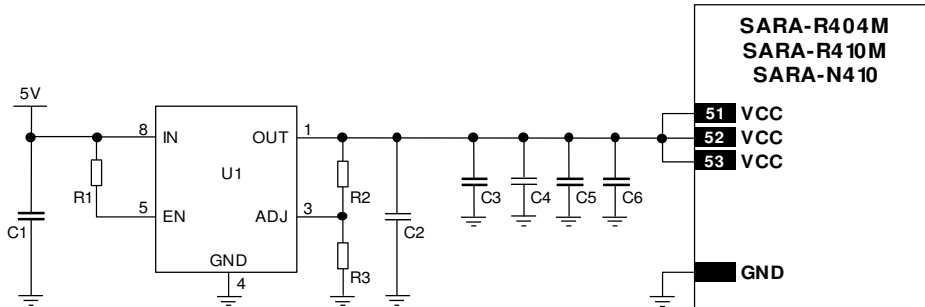 SARA-R404M
SARA-R410M
SARA-N410
5V
51 VCC
8 IN
OUT 1
52 VCC
53 VCC
U1
R1
R2
C3
C4
C5
C6
5 EN
ADJ 3
C1
C2
GND
R3
GND
4